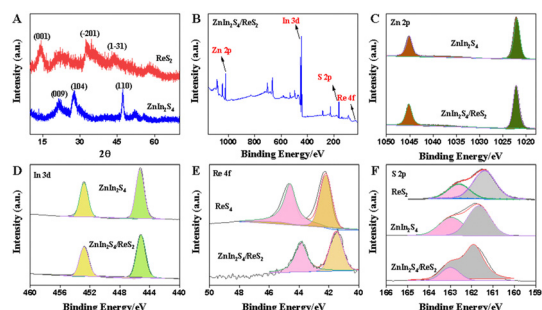 A
Intensity (a.u.)
(001)
(-201)
(1-31)
ReS2
(009)
(104)
(110)
ZnIn2S4
15 30 45 60
2θ
B
ZnIn2S4/ReS2
In 3d
Zn 2p
S 2p
Re 4f
Intensity (a.u.)
1000 800 600 400 200
Binding Energy/eV
C
Zn 2p
ZnIn2S4
ZnIn2S4/ReS2
Intensity (a.u.)
1050 1045 1040 1035 1030 1025 1020
Binding Energy/eV
D
In 3d
ZnIn2S4
ZnIn2S4/ReS2
Intensity (a.u.)
460 456 452 448 444 440
Binding Energy/eV
E
Re 4f
ReS4
ZnIn2S4/ReS2
Intensity (a.u.)
50 48 46 44 42 40
Binding Energy/eV
F
S 2p
ReS2
ZnIn2S4
ZnIn2S4/ReS2
Intensity (a.u.)
166 165 164 163 162 161 160 159
Binding Energy/eV